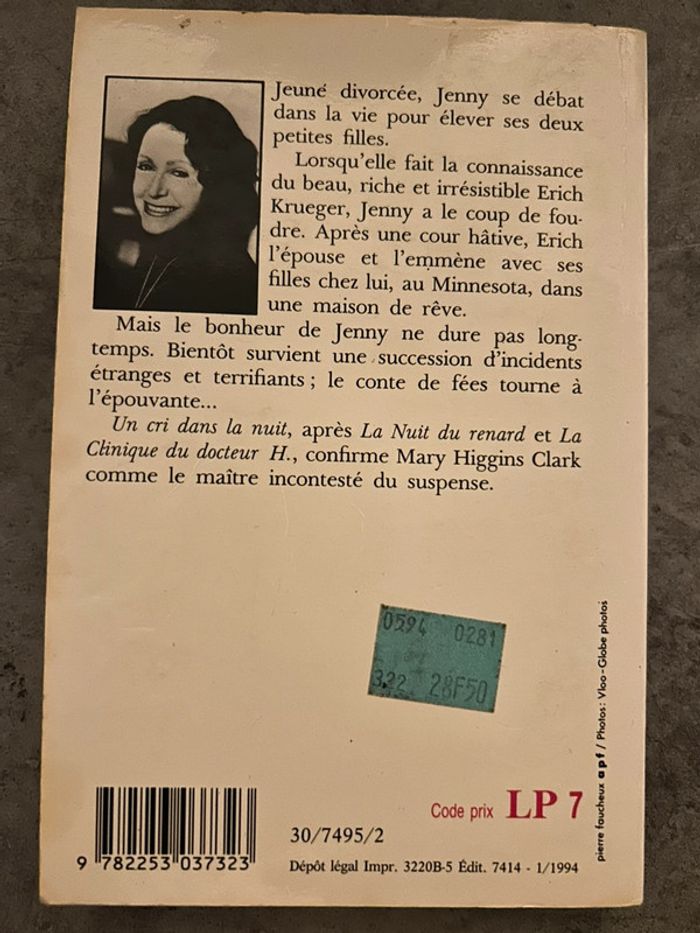 Jeune divorcée, Jenny se débat
dans la vie pour élever ses deux
petites filles.
Lorsqu'elle fait la connaissance
du beau, riche et irrésistible Erich
Krueger, Jenny a le coup de fou-
dre. Après une cour hâtive, Erich
l'épouse et l'emmène avec ses
filles chez lui, au Minnesota, dans
une maison de rêve.
Mais le bonheur de Jenny ne dure pas long-
temps. Bientôt survient une succession d'incidents
étranges et terrifiants ; le conte de fées tourne à
l'épouvante...
Un cri dans la nuit, après La Nuit du renard et La
Clinique du docteur H., confirme Mary Higgins Clark
comme le maître incontesté du suspense.
0594 0281
322 28F50
pierre faucheux apf / Photos : Vloo-Globe photos
Code prix LP 7
30/7495/2
9 782253 037323
Dépôt légal Impr. 3220B-5 Édit. 7414 - 1/1994